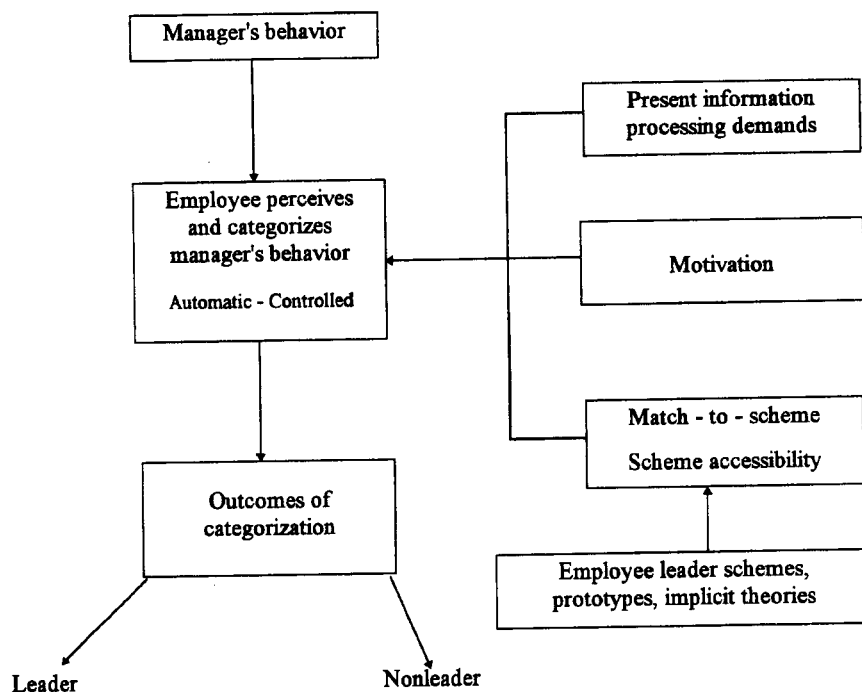 Manager's behavior
Present information
processing demands
Employee perceives
and categorizes
manager's behavior
Automatic - Controlled
Motivation
Match - to - scheme
Scheme accessibility
Outcomes of
categorization
Employee leader schemes,
prototypes, implicit theories
Leader
Nonleader